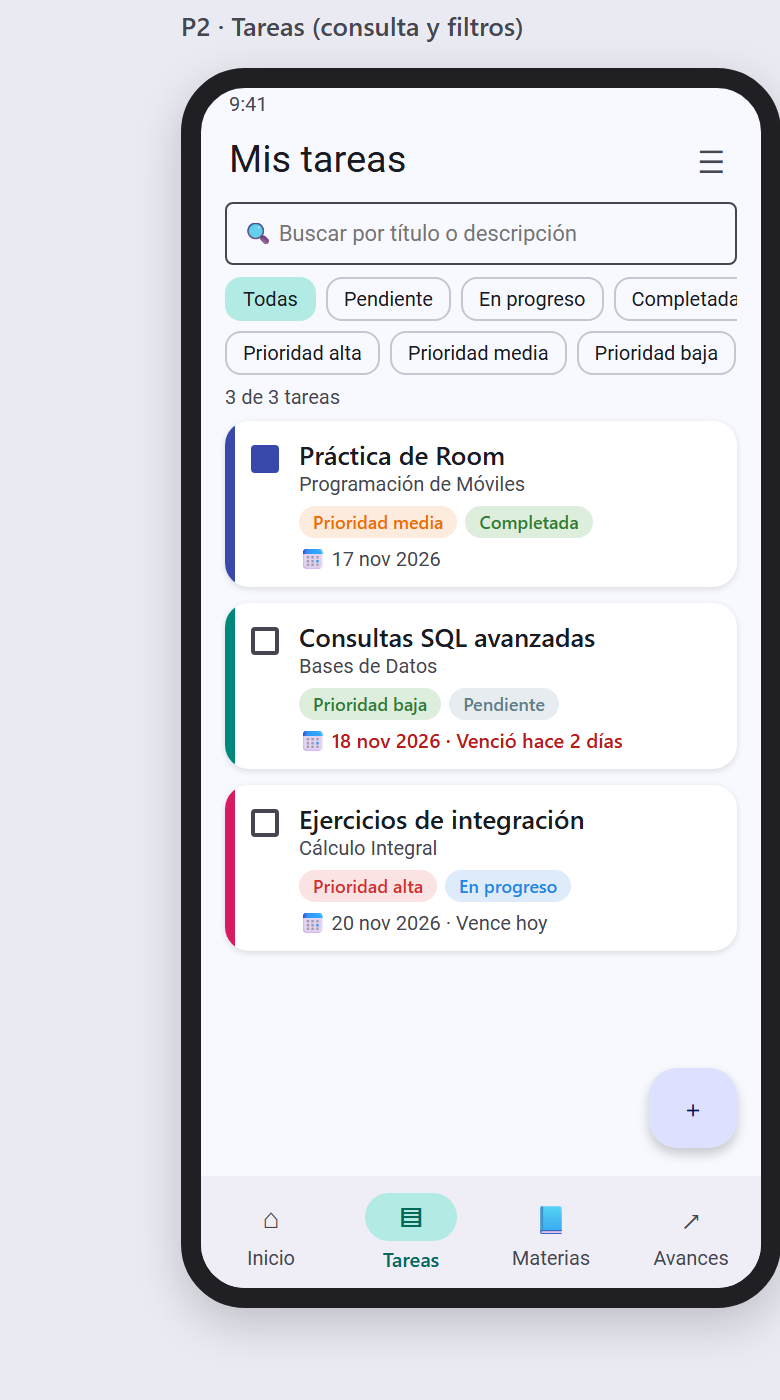 P2 · Tareas (consulta y filtros)
9:41
Mis tareas
Buscar por título o descripción
Todas Pendiente En progreso Completada
Prioridad alta Prioridad media Prioridad baja
3 de 3 tareas
Práctica de Room
Programación de Móviles
Prioridad media Completada
17 nov 2026
Consultas SQL avanzadas
Bases de Datos
Prioridad baja Pendiente
18 nov 2026 · Venció hace 2 días
Ejercicios de integración
Cálculo Integral
Prioridad alta En progreso
20 nov 2026 · Vence hoy
+
Inicio Tareas Materias Avances